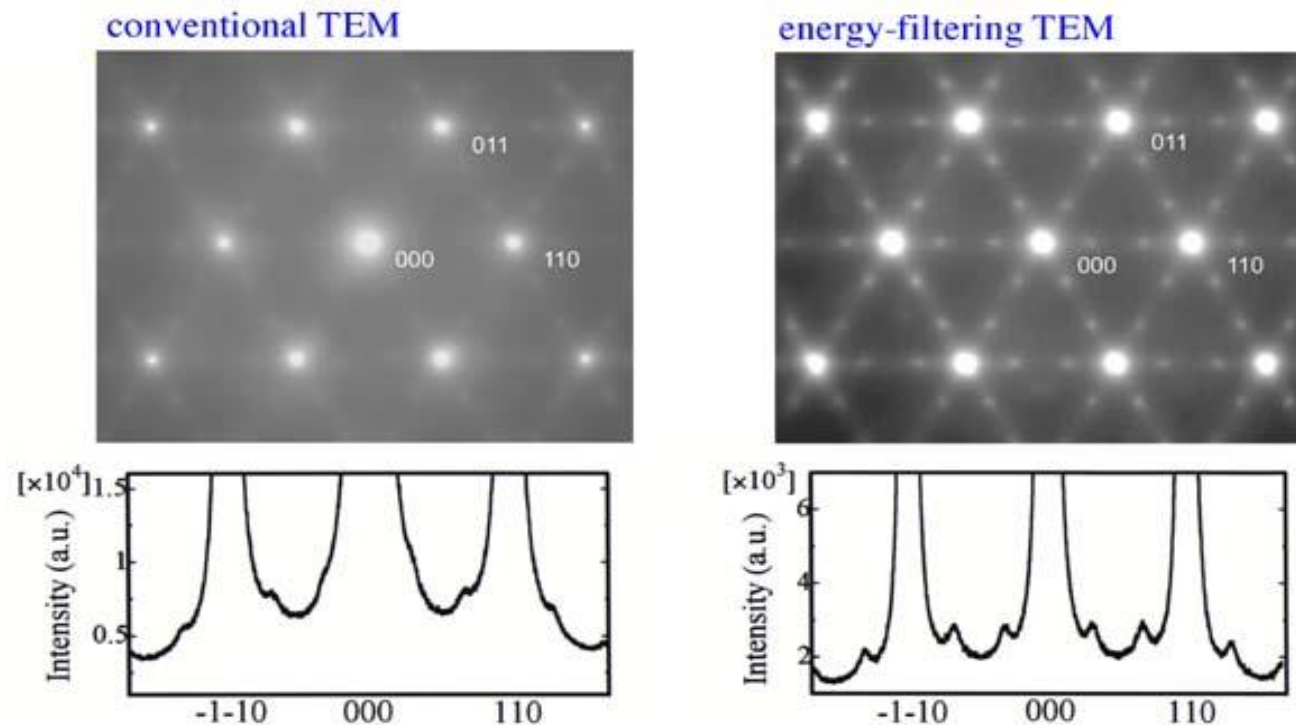 conventional TEM
011
000
110
[×10⁴]
1.5
1
0.5
Intensity (a.u.)
-1-10 000 110
energy-filtering TEM
011
000
110
[×10³]
6
4
2
Intensity (a.u.)
-1-10 000 110